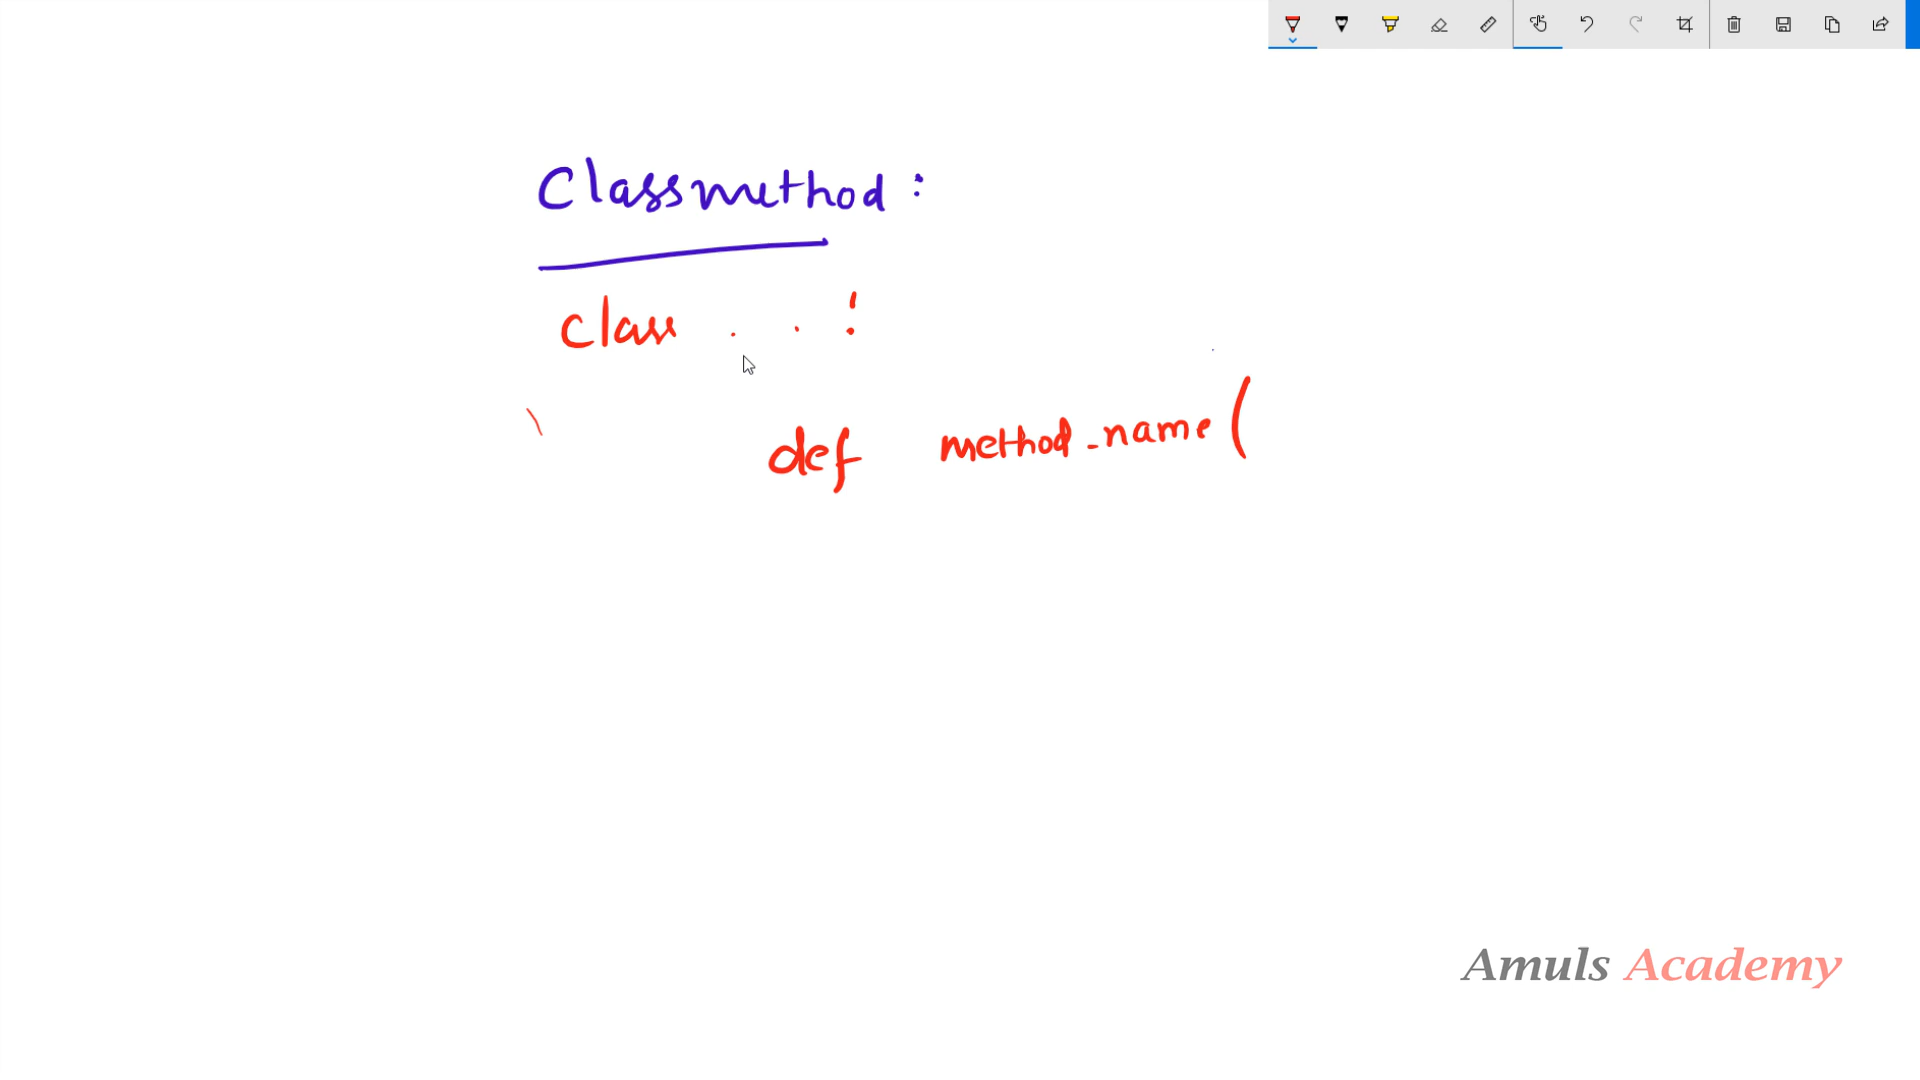 Classmethod :
class . . :
def method_name (
Amuls Academy